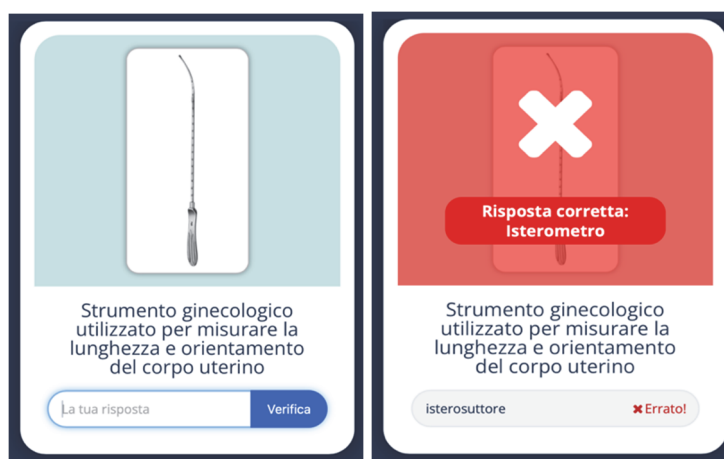 Strumento ginecologico
utilizzato per misurare la
lunghezza e orientamento
del corpo uterino
La tua risposta
Verifica
Risposta corretta:
Isterometro
Strumento ginecologico
utilizzato per misurare la
lunghezza e orientamento
del corpo uterino
isterosuttore
Errato!